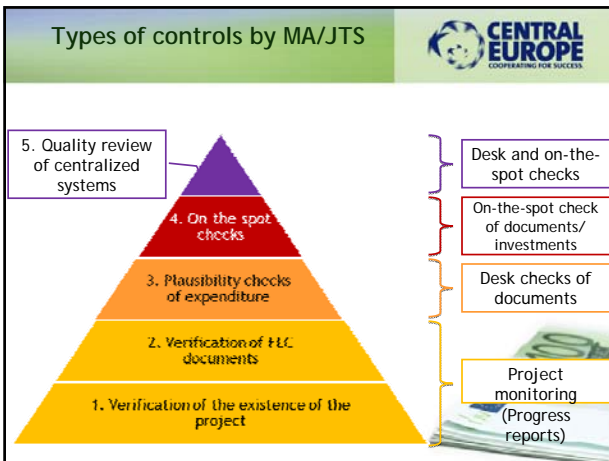 Types of controls by MA/JTS
CENTRAL
EUROPE
COOPERATING FOR SUCCESS.
5. Quality review
of centralized
systems
Desk and on-the-
spot checks
4. On the spot
checks
On-the-spot check
of documents/
investments
3. Plausibility checks
of expenditure
Desk checks of
documents
2. Verification of FLC
documents
1. Verification of the existence of the
project
Project
monitoring
(Progress
reports)
100